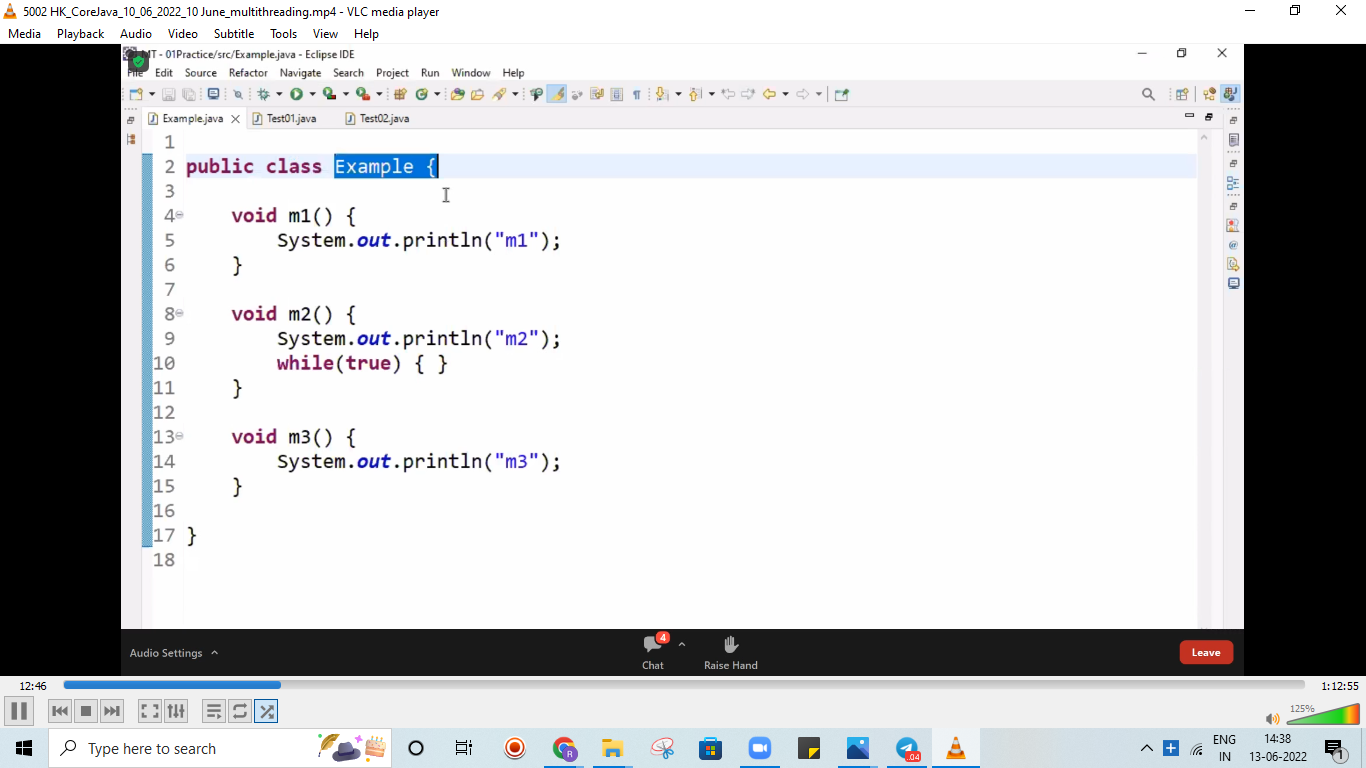 5002 HK_CoreJava_10_06_2022_10 June_multithreading.mp4 - VLC media player
Media Playback Audio Video Subtitle Tools View Help
MT - 01Practice/src/Example.java - Eclipse IDE
File Edit Source Refactor Navigate Search Project Run Window Help
Example.java Test01.java Test02.java
1
2 public class Example {
3
4 void m1() {
5 System.out.println("m1");
6 }
7
8 void m2() {
9 System.out.println("m2");
10 while(true) { }
11 }
12
13 void m3() {
14 System.out.println("m3");
15 }
16
17 }
18
Audio Settings
4
Chat
Raise Hand
Leave
12:46
1:12:55
125%
Type here to search
R
.04
ENG
IN
14:38
13-06-2022
1